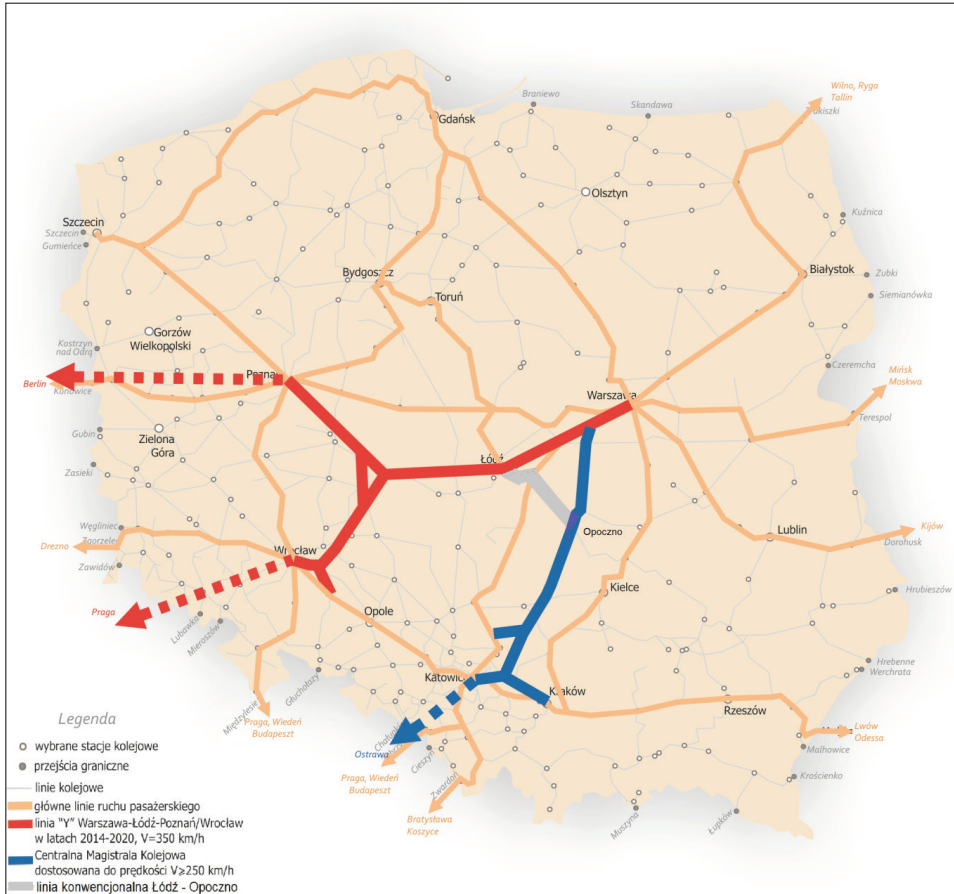 Wilno, Ryga
Tallin
Braniewo
Skandawa
Trakiszki
Gdańsk
Olsztyn
Szczecin
Szczecin
Gumieńce
Kuźnica
Bydgoszcz
Białystok
Zubki
Toruń
Siemianówka
Gorzów
Wielkopolski
Kostrzyn
nad Odrą
Czeremcha
Mińsk
Moskwa
Berlin
Kunowice
Warszawa
Terespol
Gubin
Zielona
Góra
Łódź
Zasieki
Węgliniec
Zgorzelec
Opoczno
Lublin
Kijów
Dorohusk
Drezno
Zawidów
Wrocław
Kielce
Hrubieszów
Praga
Lubawka
Mieroszów
Opole
Hrebenne
Werchrata
Głuchołazy
Międzylesie
Katowice
Kraków
Rzeszów
Praga, Wiedeń
Budapeszt
Lwów
Odessa
Malhowice
Ostrawa
Cieszyn
Zwardoń
Praga, Wiedeń
Budapeszt
Krościenko
Bratysława
Koszyce
Muszyna
Łupków
Legenda
wybrane stacje kolejowe
przejścia graniczne
linie kolejowe
główne linie ruchu pasażerskiego
linia "Y" Warszawa-Łódź-Poznań/Wrocław
w latach 2014-2020, V=350 km/h
Centralna Magistrala Kolejowa
dostosowana do prędkości V≥250 km/h
linia konwencjonalna Łódź - Opoczno